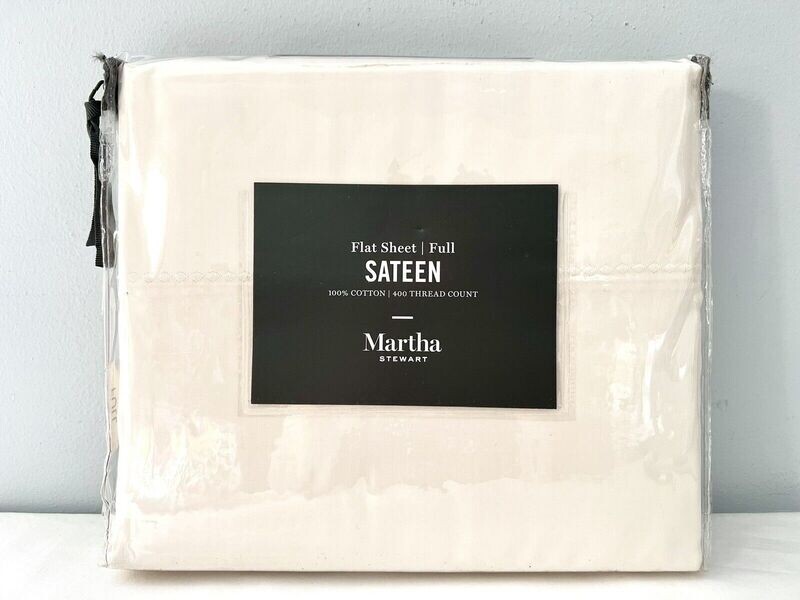 Flat Sheet | Full
SATEEN
100% COTTON | 400 THREAD COUNT
Martha
STEWART